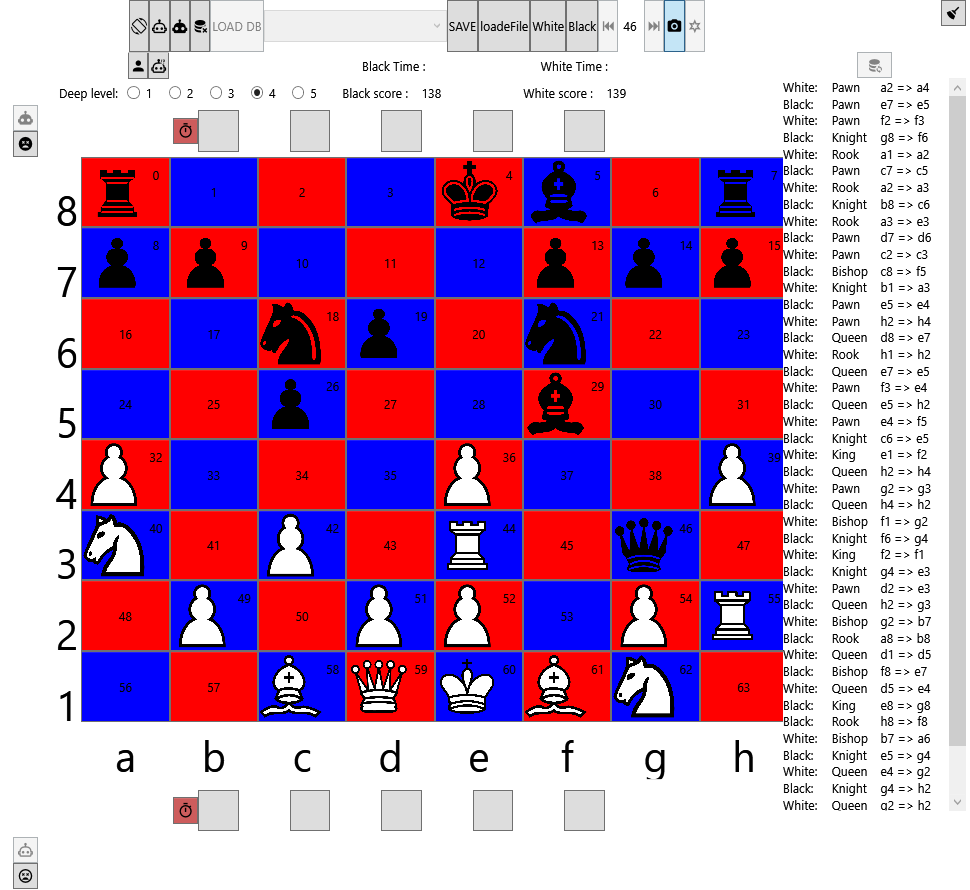 LOAD DB SAVE loadeFile White Black 46
Black Time : White Time :
Deep level: 1 2 3 4 5 Black score : 138 White score : 139
8 0 1 2 3 4 5 6 7
7 8 9 10 11 12 13 14 15
6 16 17 18 19 20 21 22 23
5 24 25 26 27 28 29 30 31
4 32 33 34 35 36 37 38 39
3 40 41 42 43 44 45 46 47
2 48 49 50 51 52 53 54 55
1 56 57 58 59 60 61 62 63
a b c d e f g h
White: Pawn a2 => a4
Black: Pawn e7 => e5
White: Pawn f2 => f3
Black: Knight g8 => f6
White: Rook a1 => a2
Black: Pawn c7 => c5
White: Rook a2 => a3
Black: Knight b8 => c6
White: Rook a3 => e3
Black: Pawn d7 => d6
White: Pawn c2 => c3
Black: Bishop c8 => f5
White: Knight b1 => a3
Black: Pawn e5 => e4
White: Pawn h2 => h4
Black: Queen d8 => e7
White: Rook h1 => h2
Black: Queen e7 => e5
White: Pawn f3 => e4
Black: Queen e5 => h2
White: Pawn e4 => f5
Black: Knight c6 => e5
White: King e1 => f2
Black: Queen h2 => h4
White: Pawn g2 => g3
Black: Queen h4 => h2
White: Bishop f1 => g2
Black: Knight f6 => g4
White: King f2 => f1
Black: Knight g4 => e3
White: Pawn d2 => e3
Black: Queen h2 => g3
White: Bishop g2 => b7
Black: Rook a8 => b8
White: Queen d1 => d5
Black: Bishop f8 => e7
White: Queen d5 => e4
Black: King e8 => g8
Black: Rook h8 => f8
White: Bishop b7 => a6
Black: Knight e5 => g4
White: Queen e4 => g2
Black: Knight g4 => h2
White: Queen g2 => h2